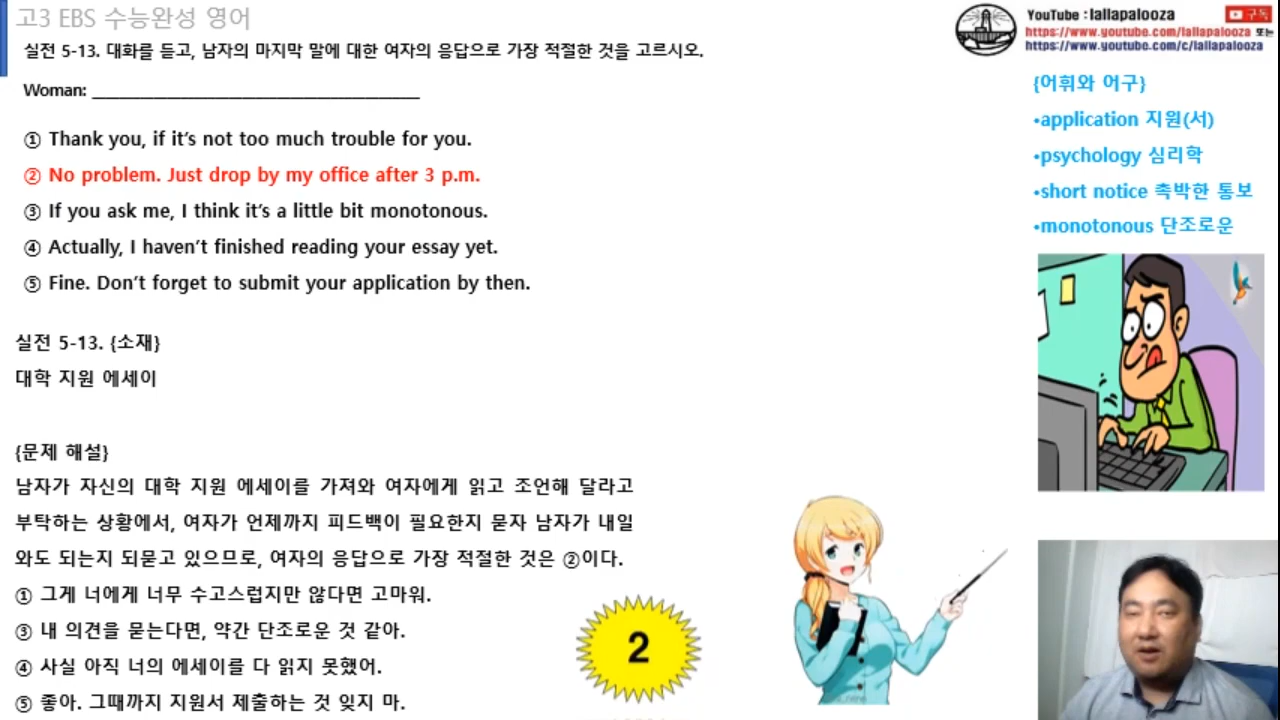 고3 EBS 수능완성 영어
실전 5-13. 대화를 듣고, 남자의 마지막 말에 대한 여자의 응답으로 가장 적절한 것을 고르시오.
Woman: ______________________________
① Thank you, if it's not too much trouble for you.
② No problem. Just drop by my office after 3 p.m.
③ If you ask me, I think it's a little bit monotonous.
④ Actually, I haven't finished reading your essay yet.
⑤ Fine. Don't forget to submit your application by then.
실전 5-13. {소재}
대학 지원 에세이
{문제 해설}
남자가 자신의 대학 지원 에세이를 가져와 여자에게 읽고 조언해 달라고
부탁하는 상황에서, 여자가 언제까지 피드백이 필요한지 묻자 남자가 내일
와도 되는지 되묻고 있으므로, 여자의 응답으로 가장 적절한 것은 ②이다.
① 그게 너에게 너무 수고스럽지만 않다면 고마워.
③ 내 의견을 묻는다면, 약간 단조로운 것 같아.
④ 사실 아직 너의 에세이를 다 읽지 못했어.
⑤ 좋아. 그때까지 지원서 제출하는 것 잊지 마.
2
YouTube : lallapalooza 구독
https://www.youtube.com/lallapalooza 또는
https://www.youtube.com/c/lallapalooza
{어휘와 어구}
•application 지원(서)
•psychology 심리학
•short notice 촉박한 통보
•monotonous 단조로운